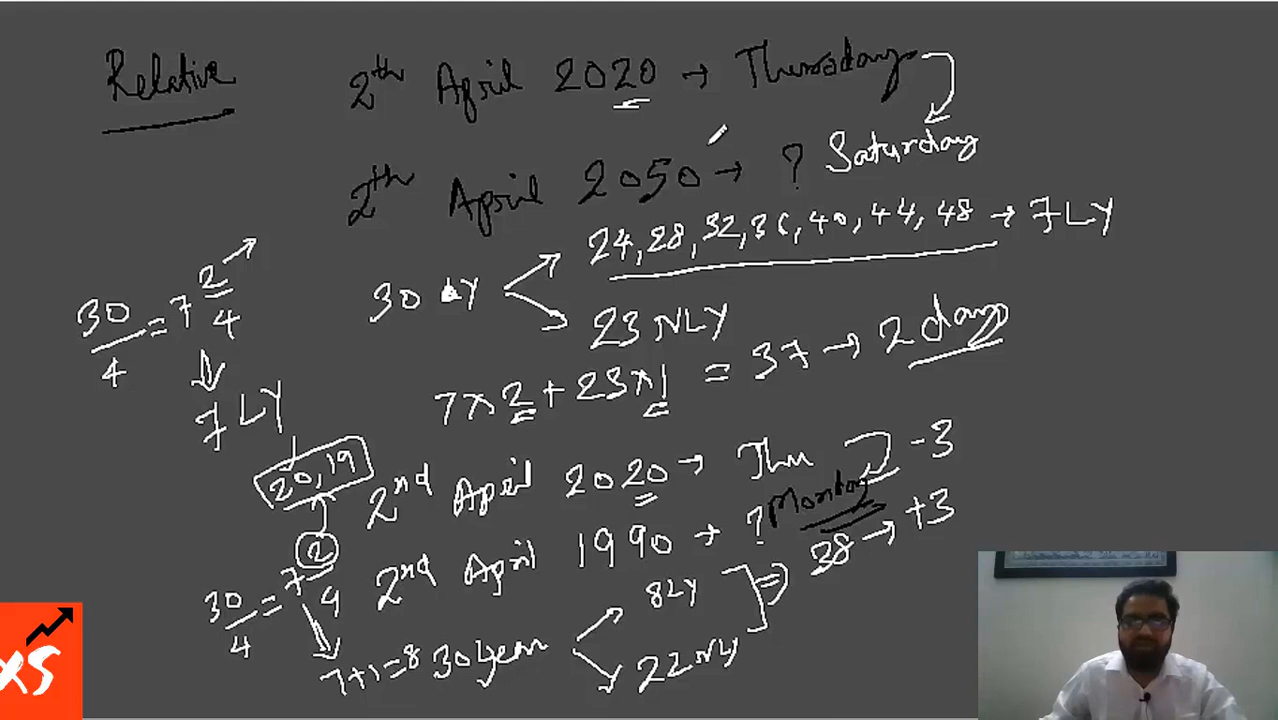 Relative
2th April 2020 → Thursday
2th April 2050 → ? Saturday
24, 28, 32, 36, 40, 44, 48 → 7 LY
30 LY
23 NLY
30/4 = 7 2/4
7 LY
7 x 2 + 23 x 1 = 37 → 2 days
20, 19
2nd April 2020 → Thu -3
2nd April 1990 → ? Monday
30/4 = 7 2/4
8 LY
22 NY
38 → +3
7+1=8 30 year
XS